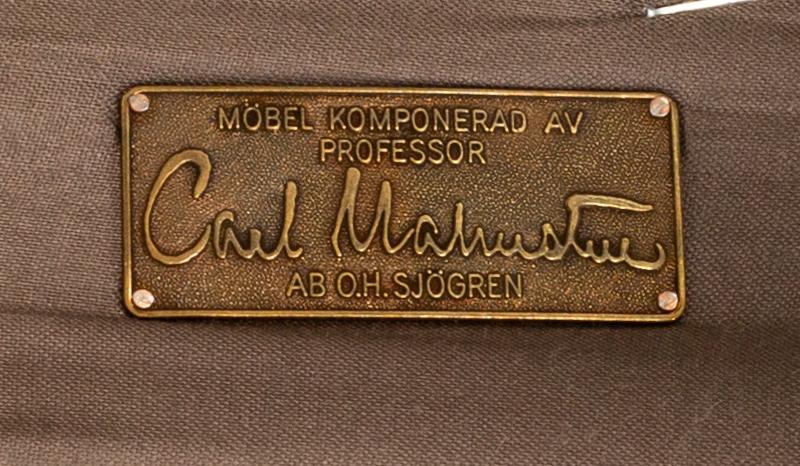 MÖBEL KOMPONERAD AV
PROFESSOR
Carl Malmsten
AB O.H. SJÖGREN